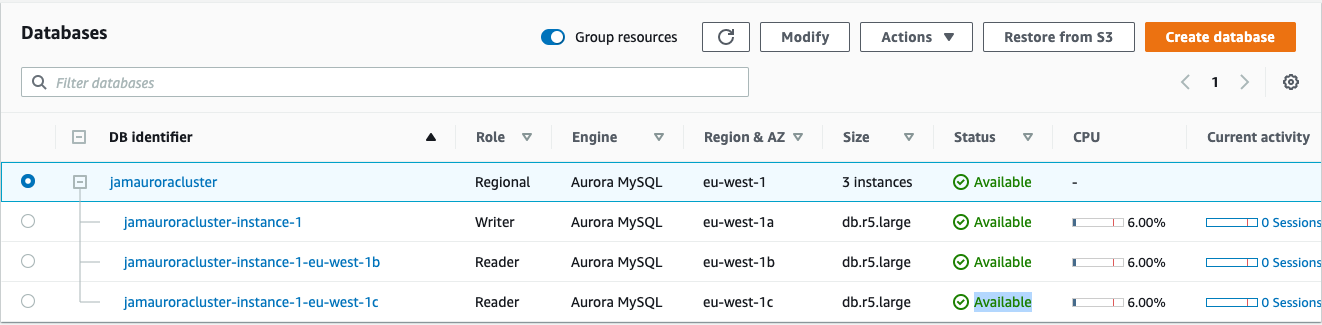 Databases Group resources Modify Actions Restore from S3 Create database
Filter databases 1
DB identifier Role Engine Region & AZ Size Status CPU Current activity
jamauroracluster Regional Aurora MySQL eu-west-1 3 instances Available -
jamauroracluster-instance-1 Writer Aurora MySQL eu-west-1a db.r5.large Available 6.00% 0 Sessions
jamauroracluster-instance-1-eu-west-1b Reader Aurora MySQL eu-west-1b db.r5.large Available 6.00% 0 Sessions
jamauroracluster-instance-1-eu-west-1c Reader Aurora MySQL eu-west-1c db.r5.large Available 6.00% 0 Sessions